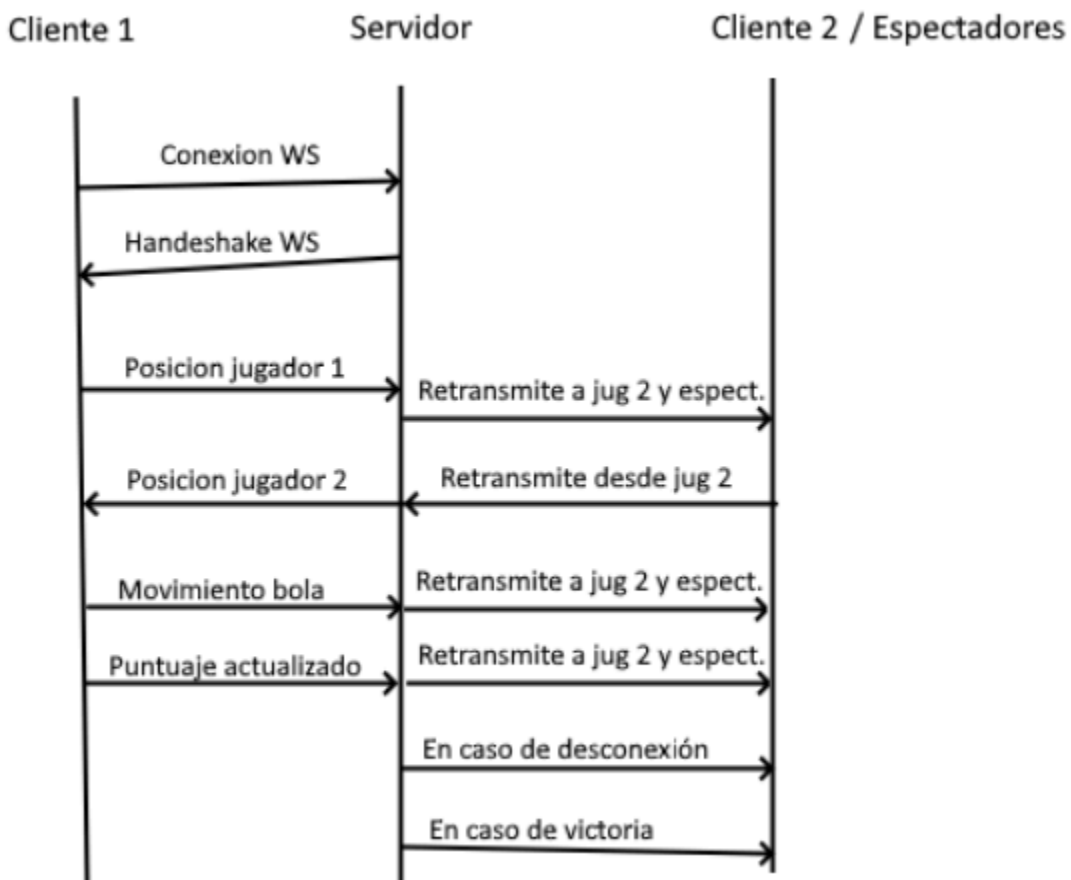 Cliente 1
Servidor
Cliente 2 / Espectadores
Conexion WS
Handeshake WS
Posicion jugador 1
Retransmite a jug 2 y espect.
Posicion jugador 2
Retransmite desde jug 2
Movimiento bola
Retransmite a jug 2 y espect.
Puntuaje actualizado
Retransmite a jug 2 y espect.
En caso de desconexión
En caso de victoria